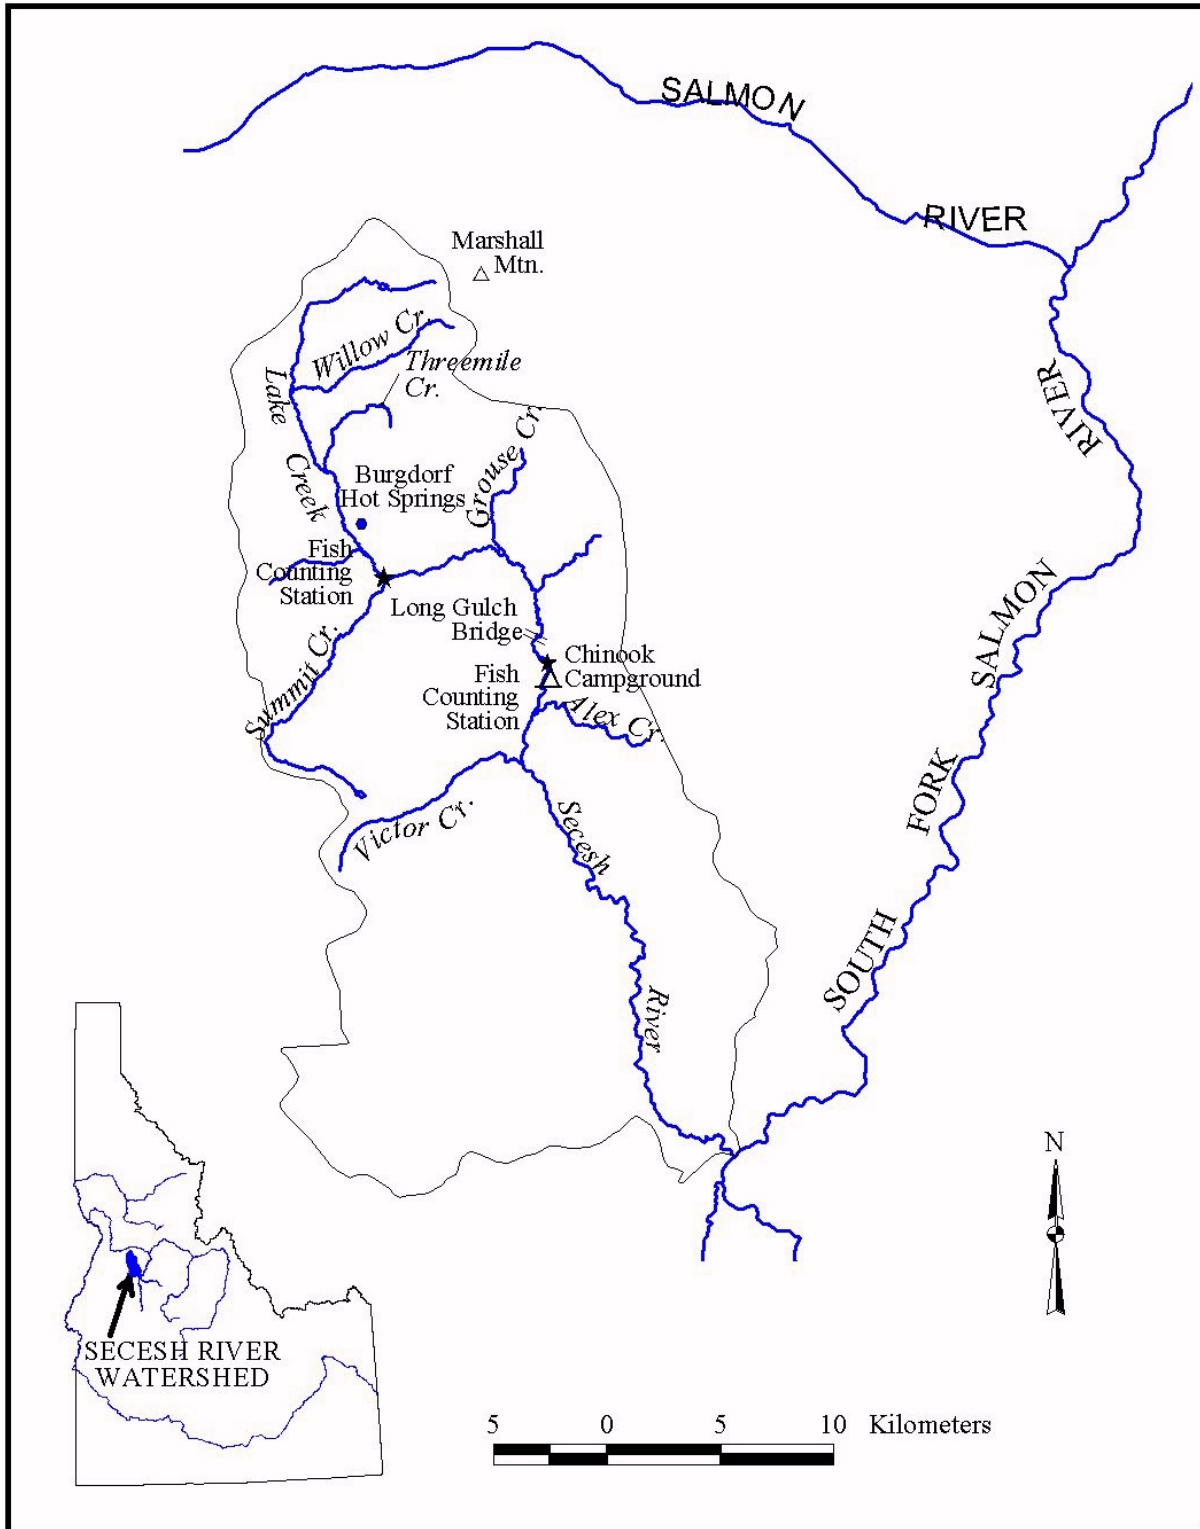 SALMON
RIVER
Marshall
Mtn.
Willow Cr.
Threemile
Cr.
Lake
Creek
Grouse Cr.
Burgdorf
Hot Springs
Fish
Counting
Station
Long Gulch
Bridge
Chinook
Campground
Fish
Counting
Station
Summit Cr.
Alex Cr.
Victor Cr.
Secesh
River
RIVER
SALMON
FORK
SOUTH
N
SECESH RIVER
WATERSHED
5 0 5 10 Kilometers